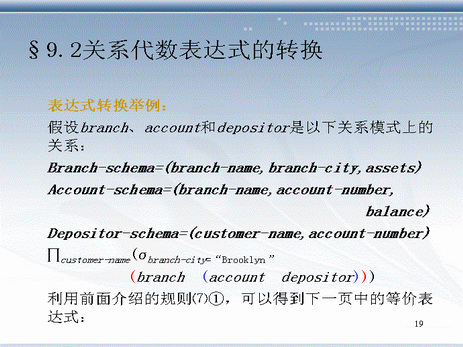 §9.2关系代数表达式的转换
表达式转换举例：
假设branch、account和depositor是以下关系模式上的
关系：
Branch-schema=(branch-name,branch-city,assets)
Account-schema=(branch-name,account-number,
balance)
Depositor-schema=(customer-name,account-number)
∏customer-name(σbranch-city=“Brooklyn”
(branch (account depositor)))
利用前面介绍的规则⑺①，可以得到下一页中的等价表
达式：
19